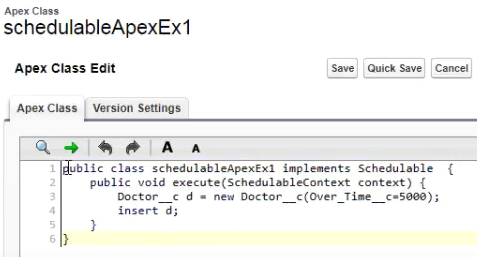 Apex Class
schedulableApexEx1
Apex Class Edit
Save Quick Save Cancel
Apex Class Version Settings
A A
1 public class schedulableApexEx1 implements Schedulable {
2 public void execute(SchedulableContext context) {
3 Doctor__c d = new Doctor__c(Over_Time__c=5000);
4 insert d;
5 }
6 }